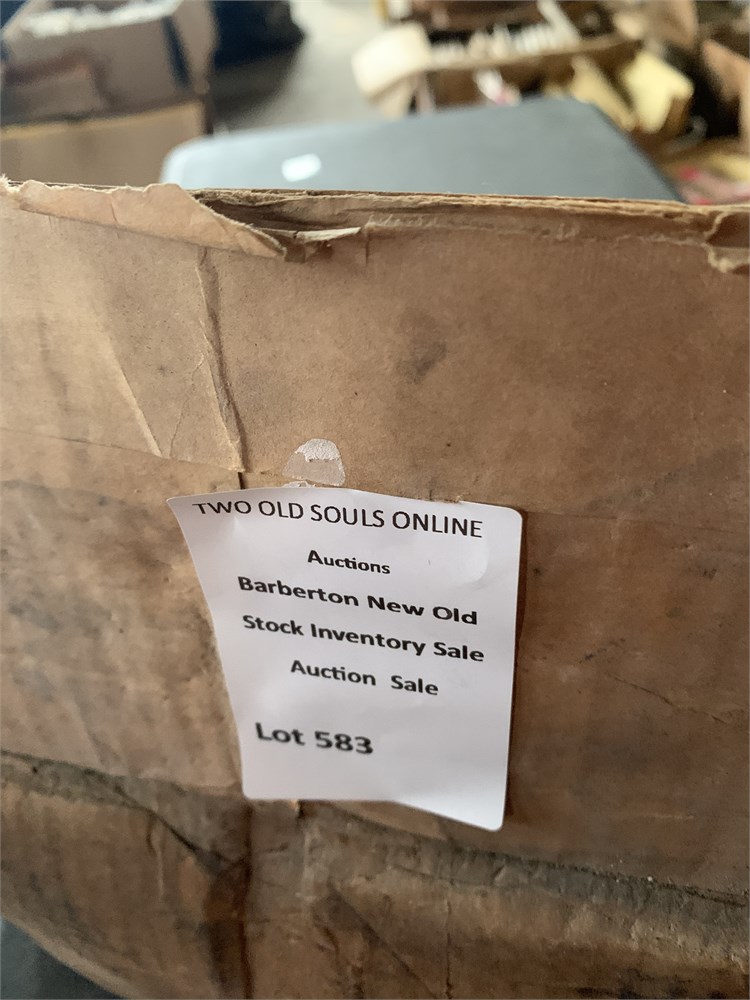 TWO OLD SOULS ONLINE
Auctions
Barberton New Old
Stock Inventory Sale
Auction Sale
Lot 583